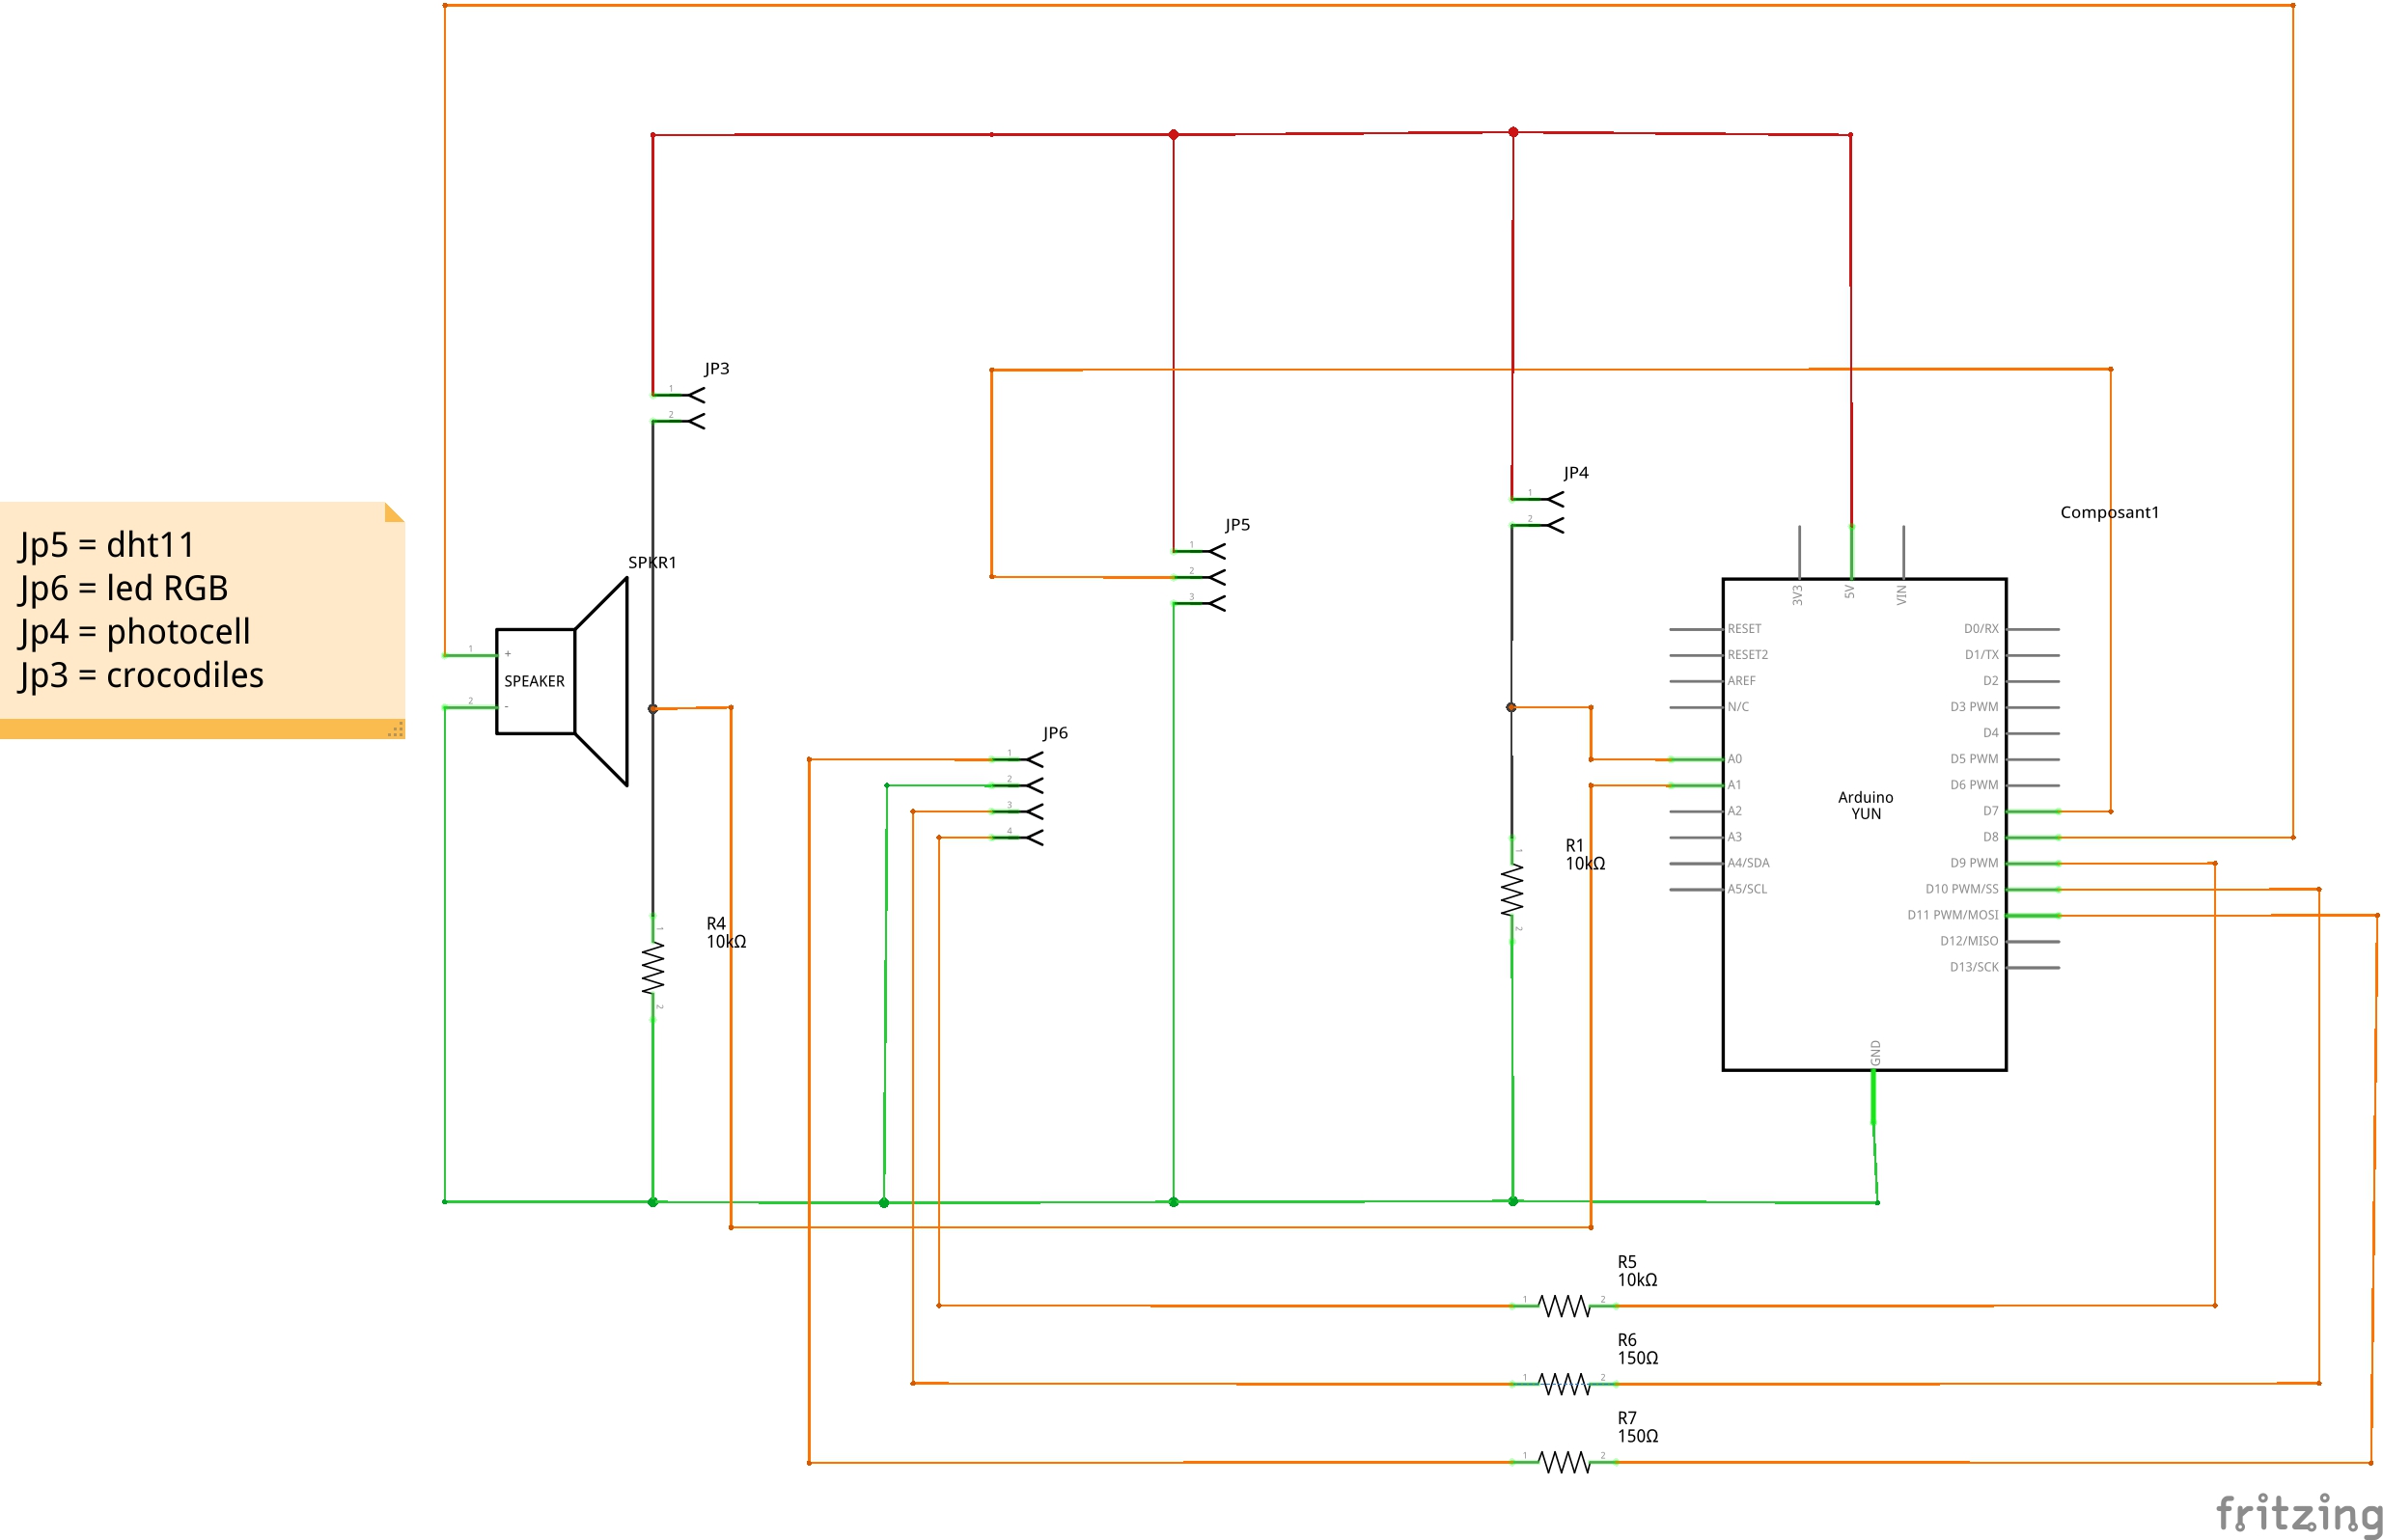 JP3
1
2
JP4
1
2
JP5
1
2
3
Composant1
Jp5 = dht11
Jp6 = led RGB
Jp4 = photocell
Jp3 = crocodiles
SPKR1
1
+
SPEAKER
2
-
3V3
5V
VIN
RESET
RESET2
AREF
N/C
A0
A1
A2
A3
A4/SDA
A5/SCL
Arduino
YUN
D0/RX
D1/TX
D2
D3 PWM
D4
D5 PWM
D6 PWM
D7
D8
D9 PWM
D10 PWM/SS
D11 PWM/MOSI
D12/MISO
D13/SCK
GND
JP6
1
2
3
4
R1
10kΩ
1
2
R4
10kΩ
1
2
R5
10kΩ
1
2
R6
150Ω
1
2
R7
150Ω
1
2
fritzing